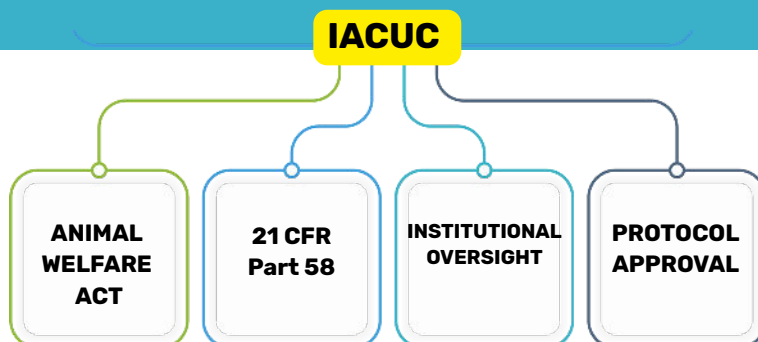 IACUC
ANIMAL
WELFARE
ACT
21 CFR
Part 58
INSTITUTIONAL
OVERSIGHT
PROTOCOL
APPROVAL